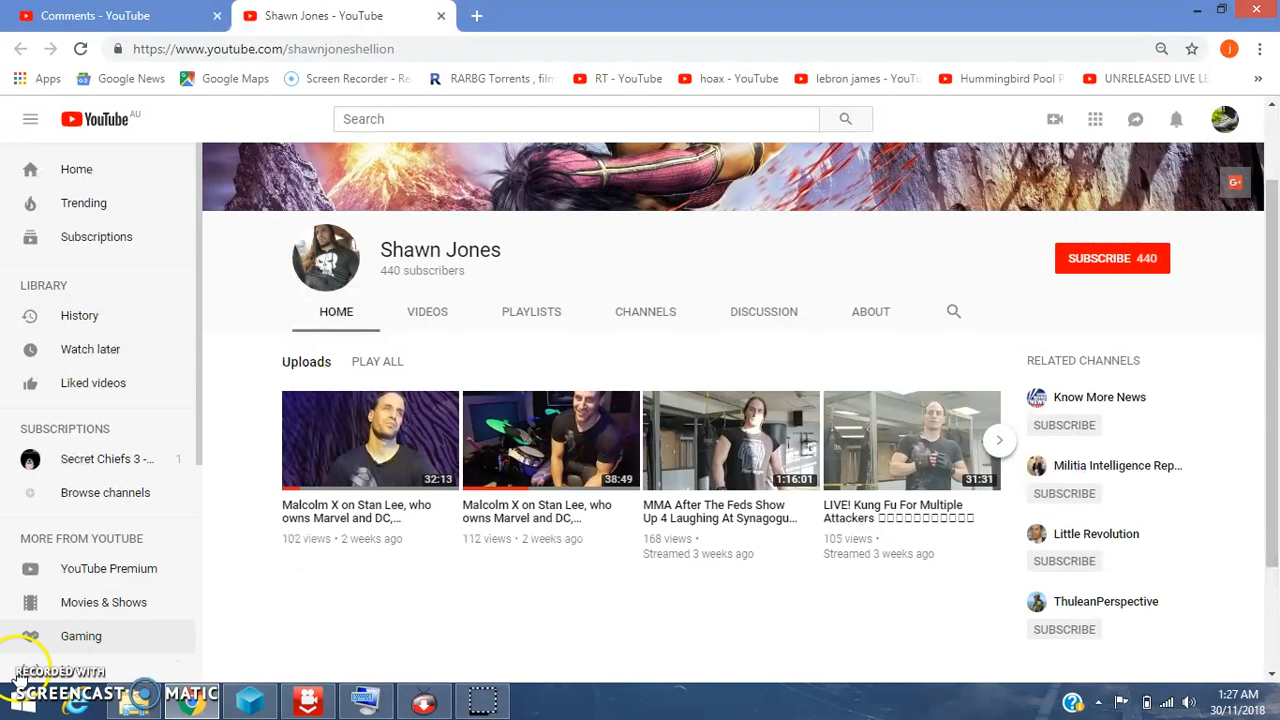 Comments - YouTube
Shawn Jones - YouTube
https://www.youtube.com/shawnjoneshellion
j
Apps
Google News
Google Maps
Screen Recorder - Re
RARBG Torrents , film
RT - YouTube
hoax - YouTube
lebron james - YouTu
Hummingbird Pool P
UNRELEASED LIVE LE
YouTube AU
Search
Home
Trending
Subscriptions
LIBRARY
History
Watch later
Liked videos
SUBSCRIPTIONS
Secret Chiefs 3 -... 1
Browse channels
MORE FROM YOUTUBE
YouTube Premium
Movies & Shows
Gaming
G+
Shawn Jones
440 subscribers
SUBSCRIBE 440
HOME
VIDEOS
PLAYLISTS
CHANNELS
DISCUSSION
ABOUT
Uploads PLAY ALL
32:13
Malcolm X on Stan Lee, who
owns Marvel and DC,...
102 views • 2 weeks ago
38:49
Malcolm X on Stan Lee, who
owns Marvel and DC,...
112 views • 2 weeks ago
1:16:01
MMA After The Feds Show
Up 4 Laughing At Synagogu...
168 views •
Streamed 3 weeks ago
31:31
LIVE! Kung Fu For Multiple
Attackers
105 views •
Streamed 3 weeks ago
RELATED CHANNELS
Know More News
SUBSCRIBE
Militia Intelligence Rep...
SUBSCRIBE
Little Revolution
SUBSCRIBE
ThuleanPerspective
SUBSCRIBE
RECORDED WITH
SCREENCAST MATIC
1:27 AM
30/11/2018